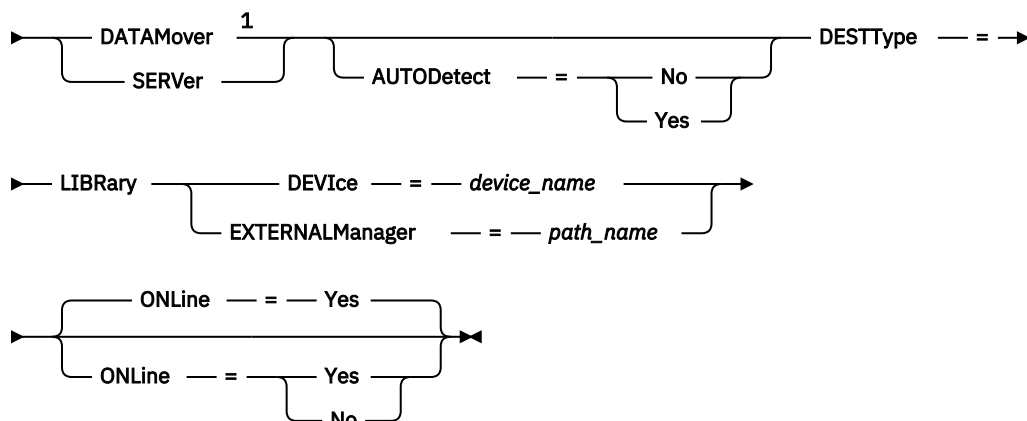 1
DATAMover
SERVer
AUTODetect = No
Yes
DESTType =
LIBRary DEVIce = device_name
EXTERNALManager = path_name
ONLine = Yes
ONLine = Yes
No